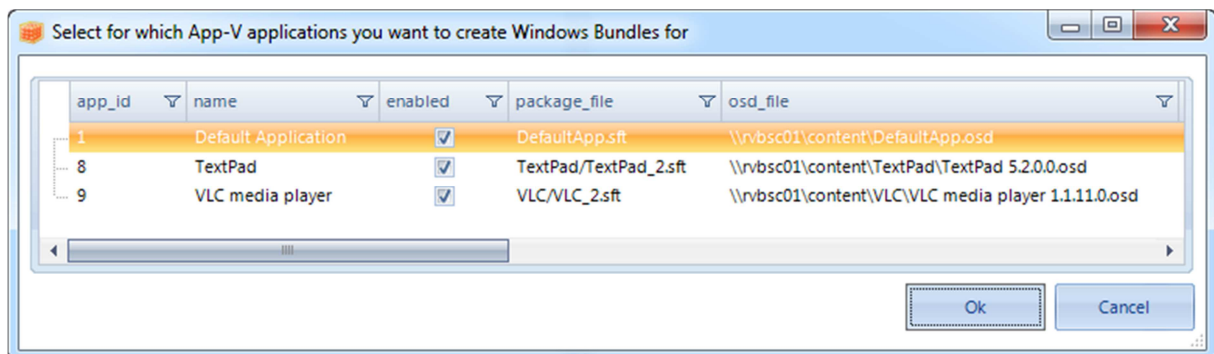 Select for which App-V applications you want to create Windows Bundles for
app_id name enabled package_file osd_file
1 Default Application DefaultApp.sft \\rvbsc01\content\DefaultApp.osd
8 TextPad TextPad/TextPad_2.sft \\rvbsc01\content\TextPad\TextPad 5.2.0.0.osd
9 VLC media player VLC/VLC_2.sft \\rvbsc01\content\VLC\VLC media player 1.1.11.0.osd
Ok Cancel